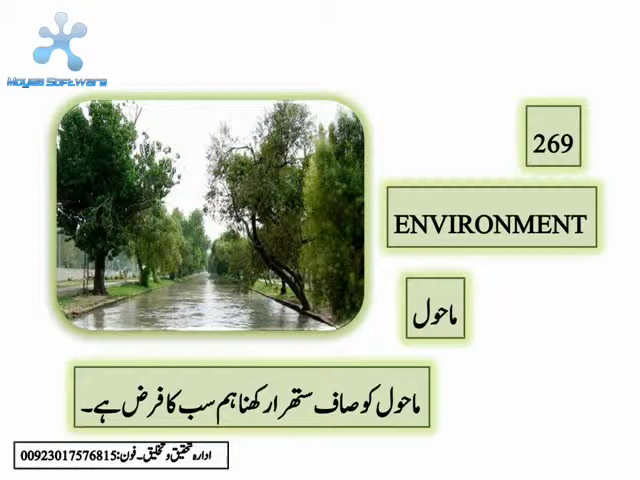 Moyea Software
269
ENVIRONMENT
ماحول
ماحول کو صاف ستھرا رکھنا ہم سب کا فرض ہے۔
ادارہ تحقیق و تخلیق۔ فون: 00923017576815